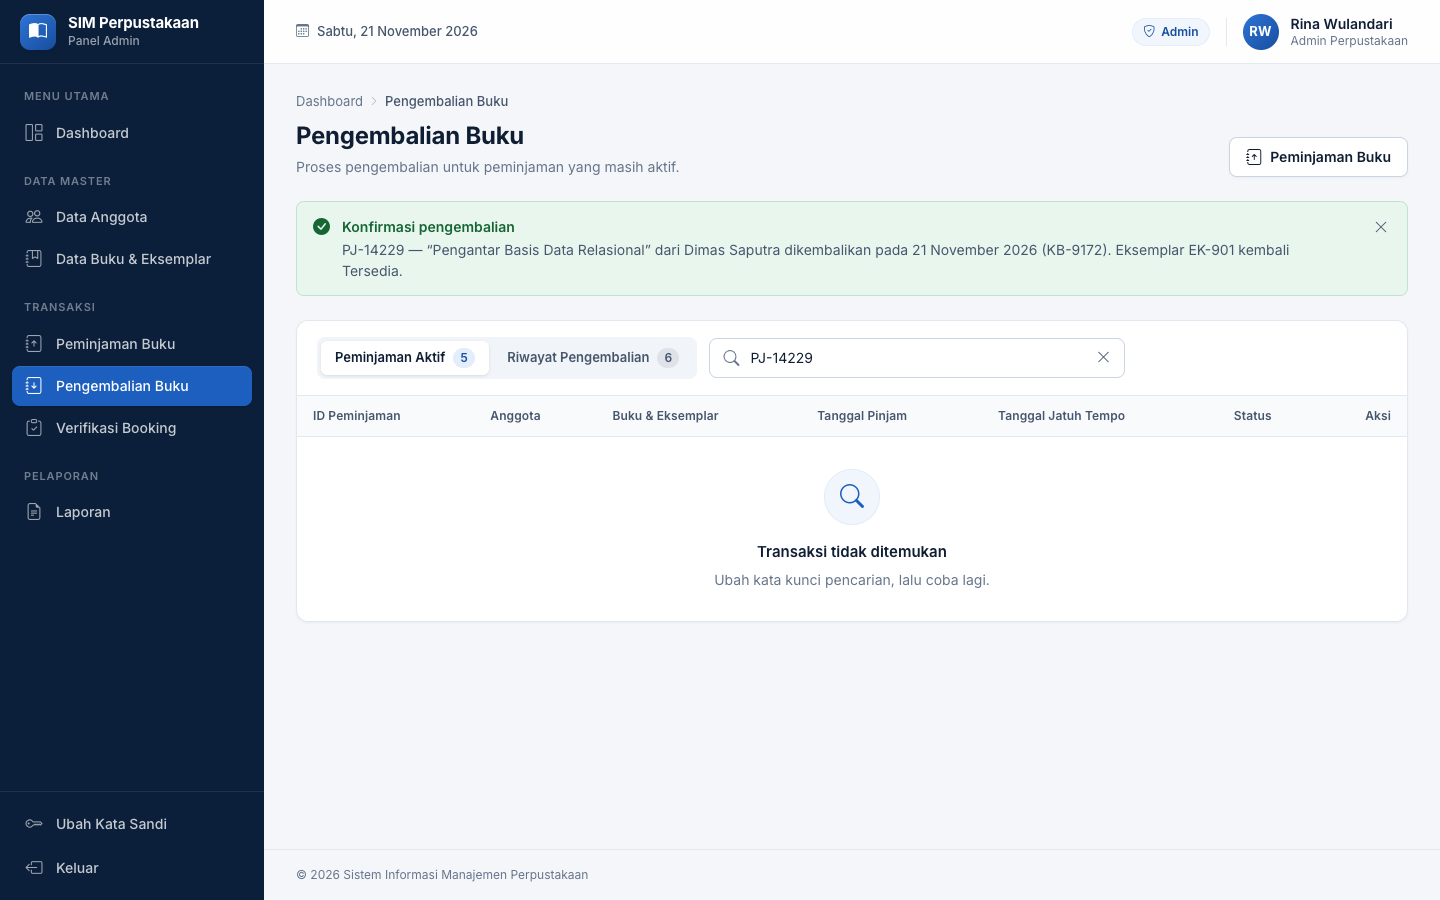 SIM Perpustakaan
Panel Admin
MENU UTAMA
Dashboard
DATA MASTER
Data Anggota
Data Buku & Eksemplar
TRANSAKSI
Peminjaman Buku
Pengembalian Buku
Verifikasi Booking
PELAPORAN
Laporan
Ubah Kata Sandi
Keluar
Sabtu, 21 November 2026
Admin
RW
Rina Wulandari
Admin Perpustakaan
Dashboard
Pengembalian Buku
Pengembalian Buku
Proses pengembalian untuk peminjaman yang masih aktif.
Peminjaman Buku
Konfirmasi pengembalian
PJ-14229 — “Pengantar Basis Data Relasional” dari Dimas Saputra dikembalikan pada 21 November 2026 (KB-9172). Eksemplar EK-901 kembali
Tersedia.
Peminjaman Aktif 5
Riwayat Pengembalian 6
PJ-14229
ID Peminjaman Anggota Buku & Eksemplar Tanggal Pinjam Tanggal Jatuh Tempo Status Aksi
Transaksi tidak ditemukan
Ubah kata kunci pencarian, lalu coba lagi.
© 2026 Sistem Informasi Manajemen Perpustakaan